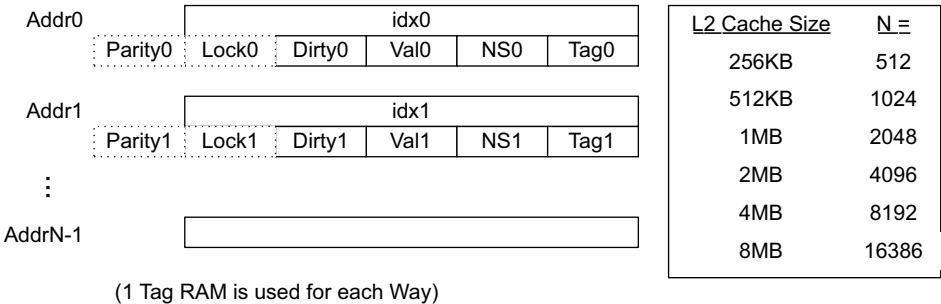 Addr0
idx0
Parity0 Lock0 Dirty0 Val0 NS0 Tag0
Addr1
idx1
Parity1 Lock1 Dirty1 Val1 NS1 Tag1
⋮
AddrN-1
(1 Tag RAM is used for each Way)
L2 Cache Size N =
256KB 512
512KB 1024
1MB 2048
2MB 4096
4MB 8192
8MB 16386